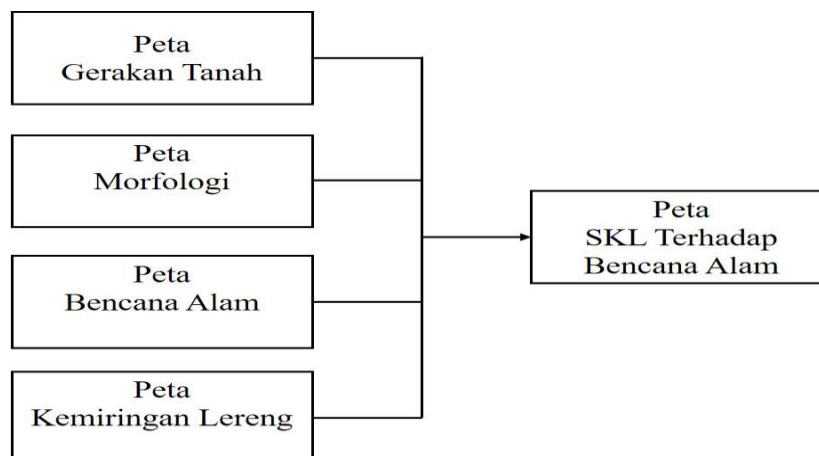 Peta
Gerakan Tanah
Peta
Morfologi
Peta
Bencana Alam
Peta
Kemiringan Lereng
Peta
SKL Terhadap
Bencana Alam